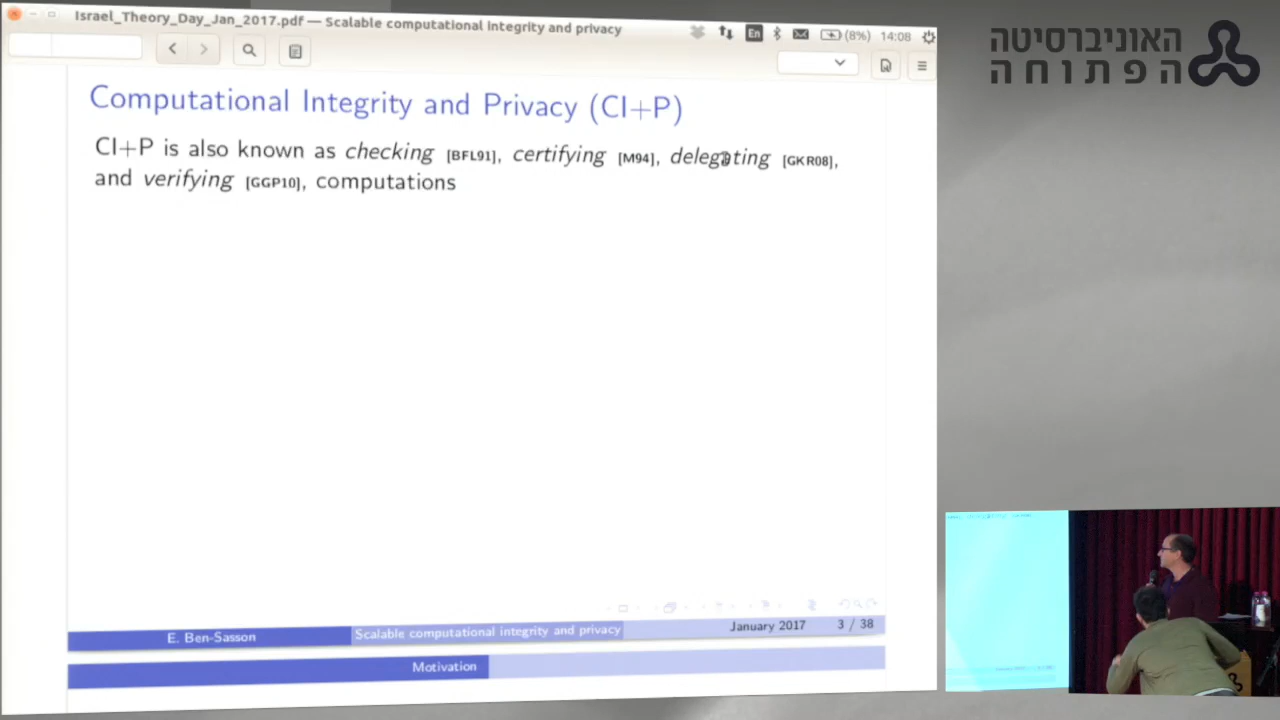 Israel_Theory_Day_Jan_2017.pdf — Scalable computational integrity and privacy
En
(8%) 14:08
האוניברסיטה
הפתוחה
Computational Integrity and Privacy (CI+P)
CI+P is also known as checking [BFL91], certifying [M94], delegating [GKR08],
and verifying [GGP10], computations
E. Ben-Sasson
Scalable computational integrity and privacy
January 2017
3 / 38
Motivation